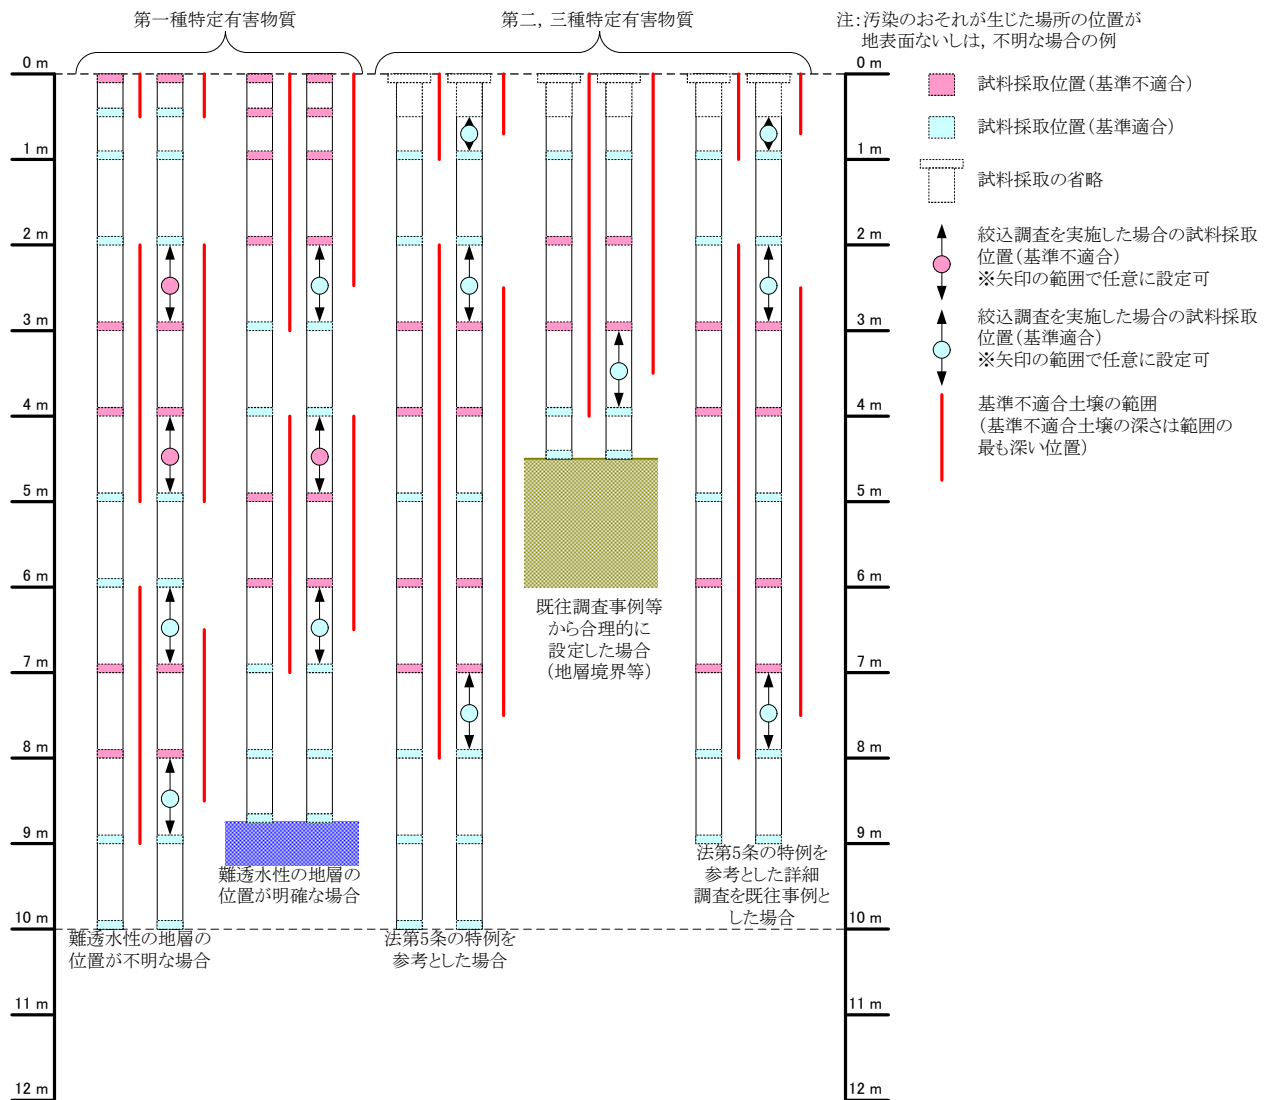 第一種特定有害物質
第二，三種特定有害物質
注：汚染のおそれが生じた場所の位置が
地表面ないしは，不明な場合の例
0 m
1 m
2 m
3 m
4 m
5 m
6 m
7 m
8 m
9 m
10 m
11 m
12 m
難透水性の地層の
位置が不明な場合
難透水性の地層の
位置が明確な場合
法第5条の特例を
参考とした場合
既往調査事例等
から合理的に
設定した場合
（地層境界等）
法第5条の特例を
参考とした詳細
調査を既往事例と
した場合
0 m
1 m
2 m
3 m
4 m
5 m
6 m
7 m
8 m
9 m
10 m
11 m
12 m
試料採取位置（基準不適合）
試料採取位置（基準適合）
試料採取の省略
絞込調査を実施した場合の試料採取
位置（基準不適合）
※矢印の範囲で任意に設定可
絞込調査を実施した場合の試料採取
位置（基準適合）
※矢印の範囲で任意に設定可
基準不適合土壌の範囲
（基準不適合土壌の深さは範囲の
最も深い位置）